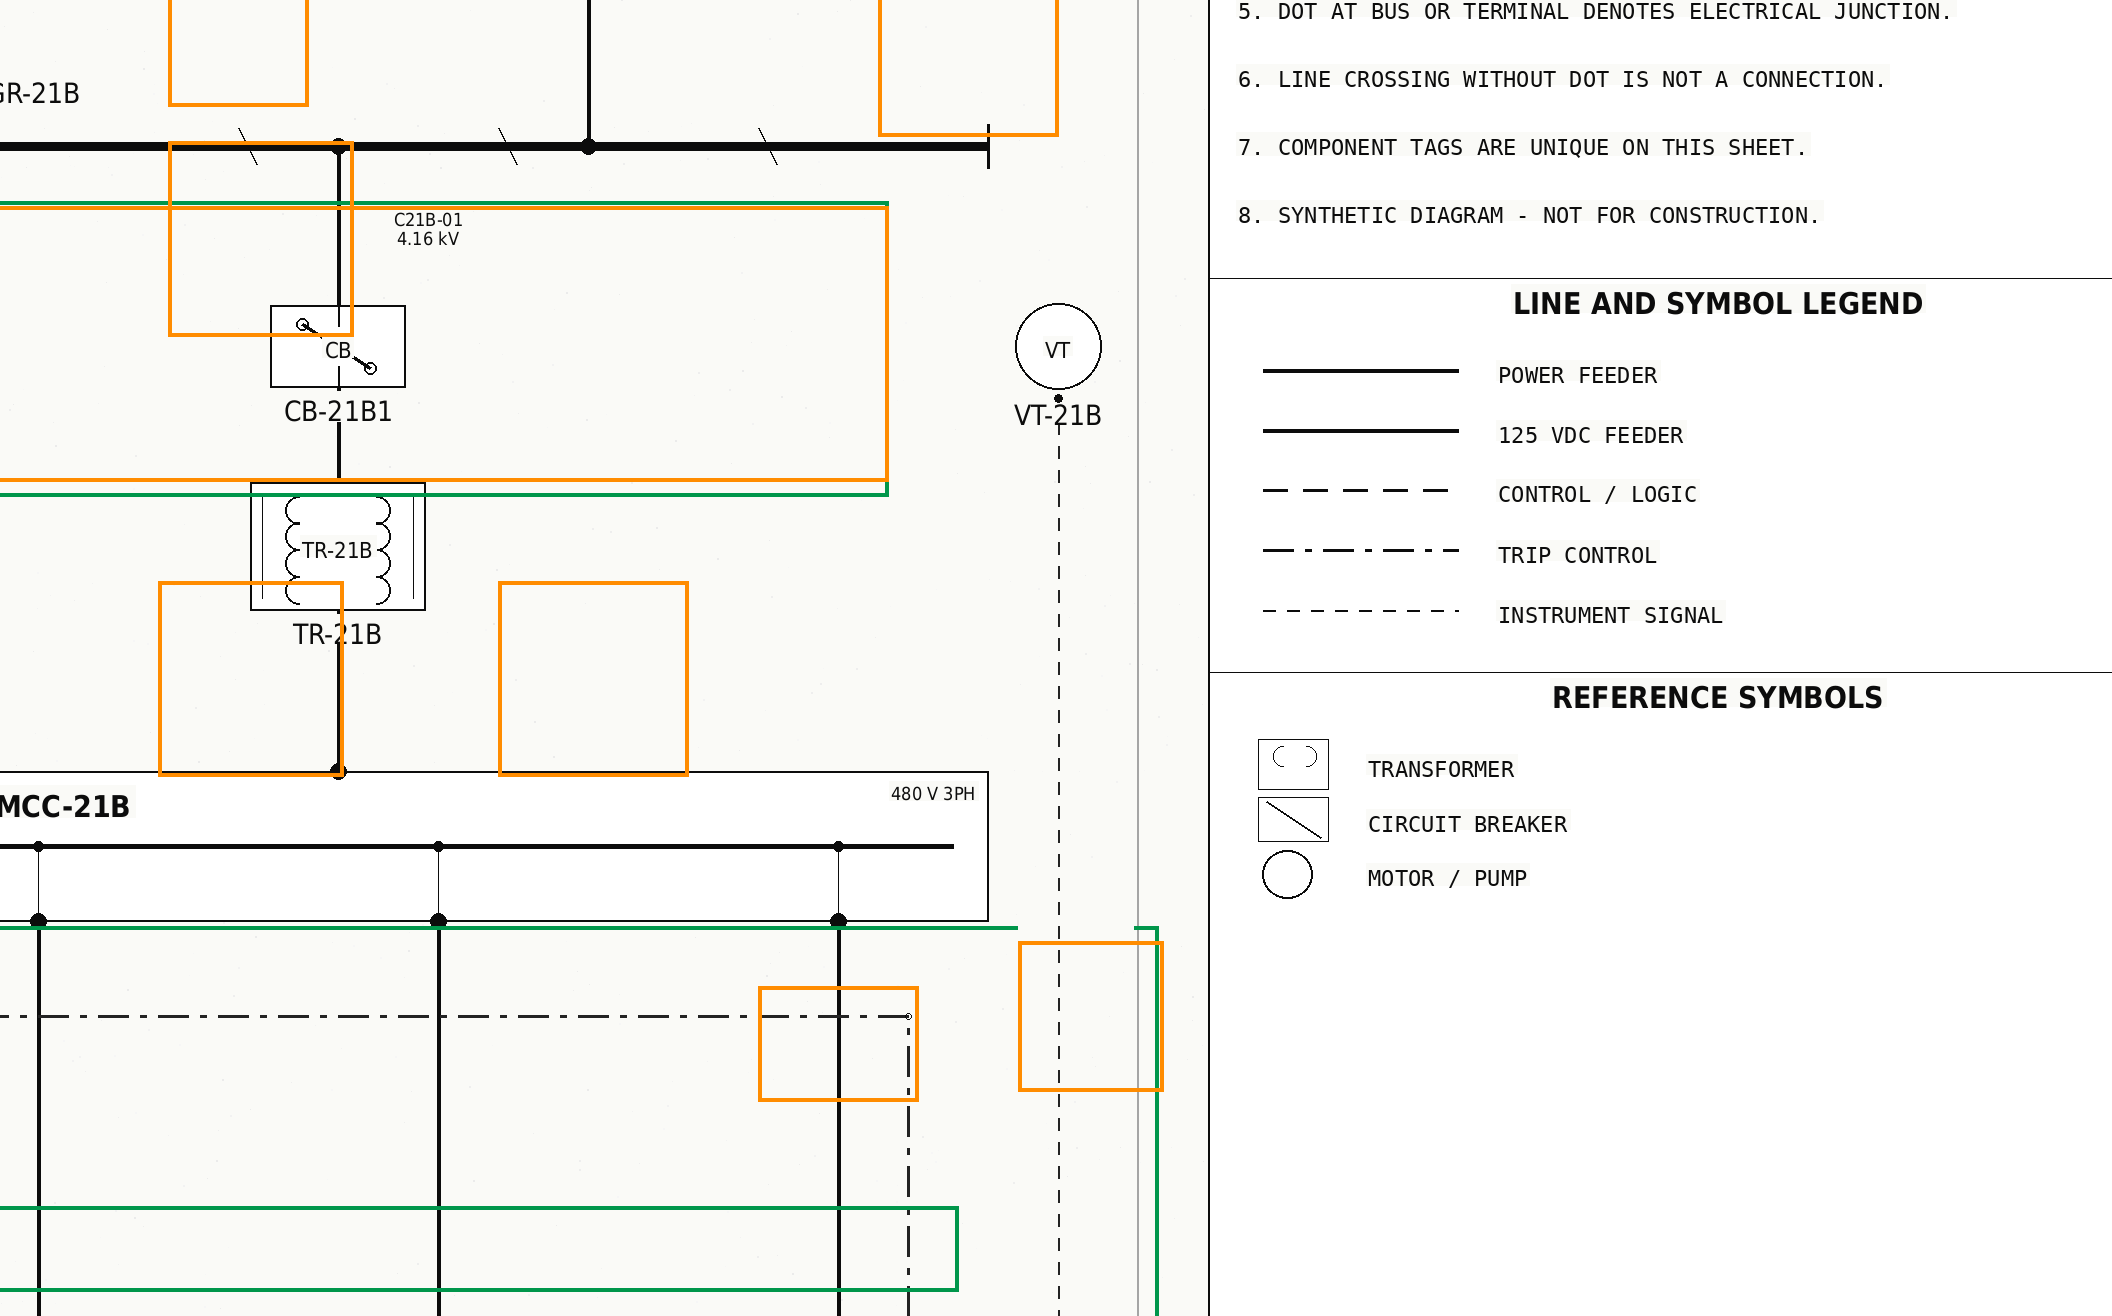 5. DOT AT BUS OR TERMINAL DENOTES ELECTRICAL JUNCTION.
6. LINE CROSSING WITHOUT DOT IS NOT A CONNECTION.
7. COMPONENT TAGS ARE UNIQUE ON THIS SHEET.
8. SYNTHETIC DIAGRAM - NOT FOR CONSTRUCTION.
GR-21B
C21B-01
4.16 kV
CB
CB-21B1
VT
VT-21B
TR-21B
TR-21B
MCC-21B
480 V 3PH
LINE AND SYMBOL LEGEND
POWER FEEDER
125 VDC FEEDER
CONTROL / LOGIC
TRIP CONTROL
INSTRUMENT SIGNAL
REFERENCE SYMBOLS
TRANSFORMER
CIRCUIT BREAKER
MOTOR / PUMP